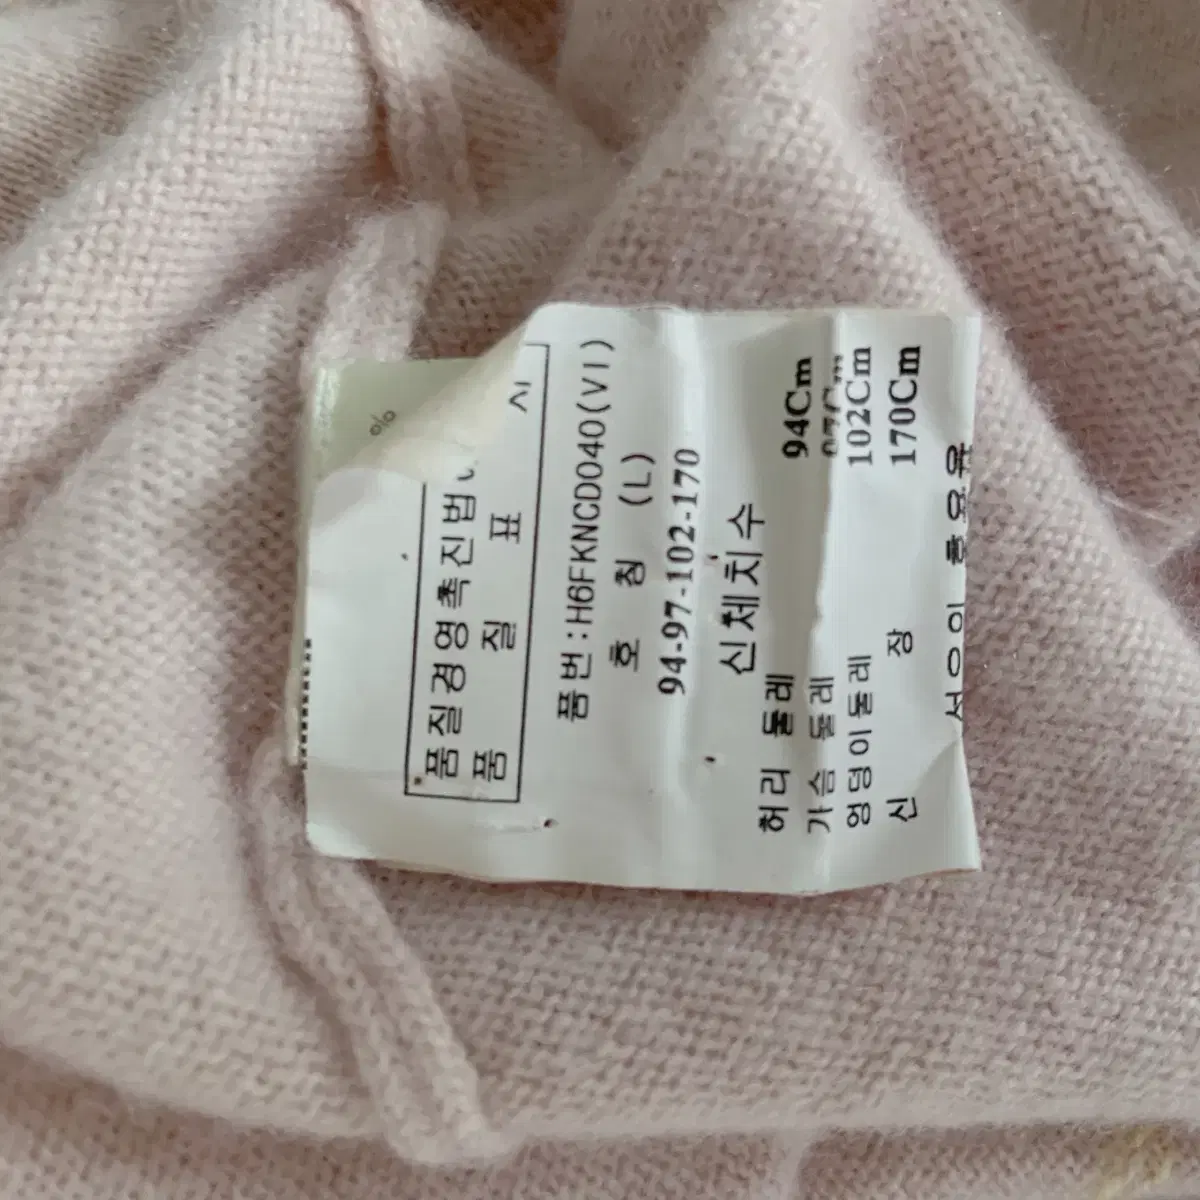 %
품질경영촉진법
품 질 표 시
품번:H6FKNCD040(VI)
호 칭 (L)
94-97-102-170
신체치수
허리 둘레 94Cm
가슴 둘레 97Cm
엉덩이둘레 102Cm
신 장 170Cm